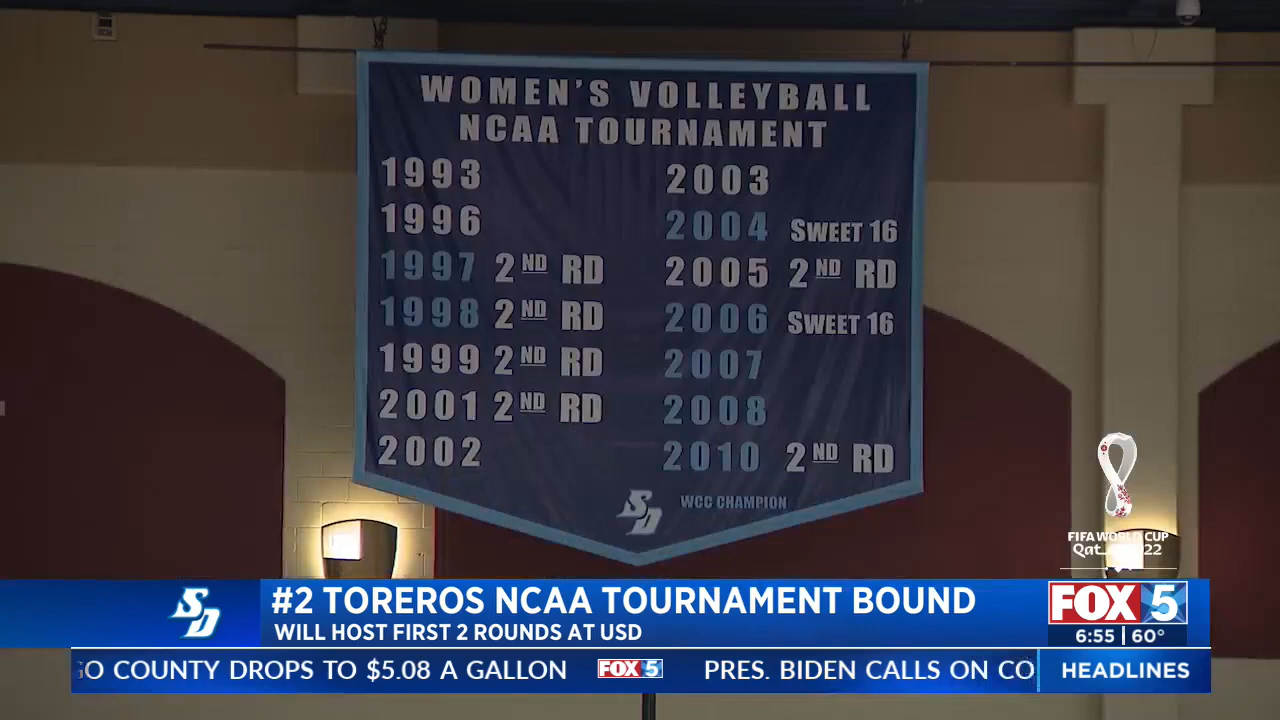 WOMEN'S VOLLEYBALL
NCAA TOURNAMENT
1993
1996
1997 2ND RD
1998 2ND RD
1999 2ND RD
2001 2ND RD
2002
2003
2004 SWEET 16
2005 2ND RD
2006 SWEET 16
2007
2008
2010 2ND RD
SD WCC CHAMPION
FIFA WORLD CUP
SD
#2 TOREROS NCAA TOURNAMENT BOUND
WILL HOST FIRST 2 ROUNDS AT USD
FOX 5
6:55 | 60°
O COUNTY DROPS TO $5.08 A GALLON FOX 5 PRES. BIDEN CALLS ON CO
HEADLINES